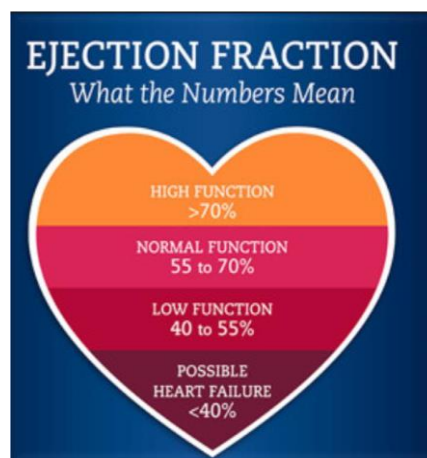 EJECTION FRACTION
What the Numbers Mean
HIGH FUNCTION
>70%
NORMAL FUNCTION
55 to 70%
LOW FUNCTION
40 to 55%
POSSIBLE
HEART FAILURE
<40%